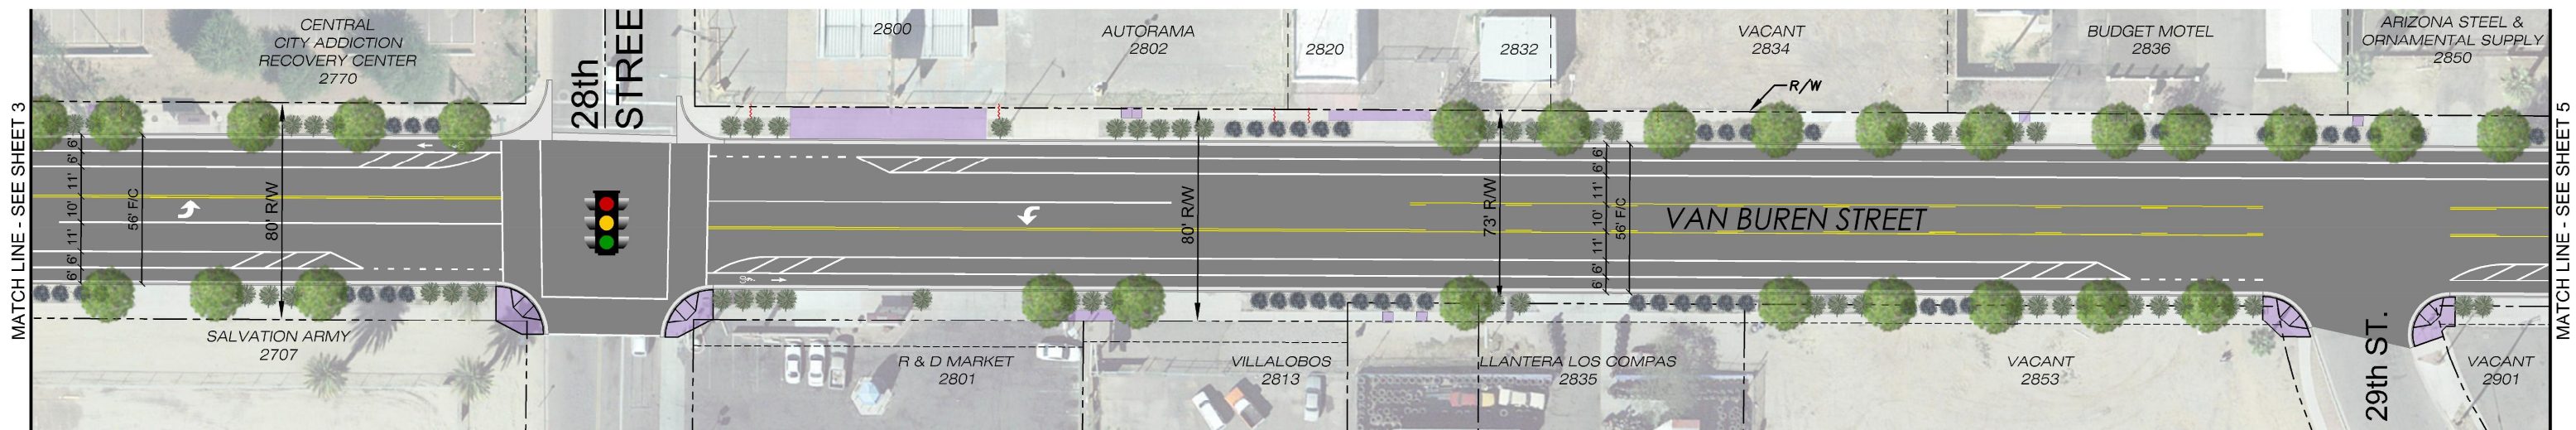 MATCH LINE - SEE SHEET 3
CENTRAL
CITY ADDICTION
RECOVERY CENTER
2770
28th
STREE
2800
AUTORAMA
2802
2820
2832
VACANT
2834
BUDGET MOTEL
2836
ARIZONA STEEL &
ORNAMENTAL SUPPLY
2850
R/W
6'
6'
11'
10'
11'
6'
6'
56' F/C
80' R/W
80' R/W
73' R/W
6'
6'
11'
10'
11'
6'
6'
56' F/C
VAN BUREN STREET
SALVATION ARMY
2707
R & D MARKET
2801
VILLALOBOS
2813
LLANTERA LOS COMPAS
2835
VACANT
2853
29th ST.
VACANT
2901
MATCH LINE - SEE SHEET 5